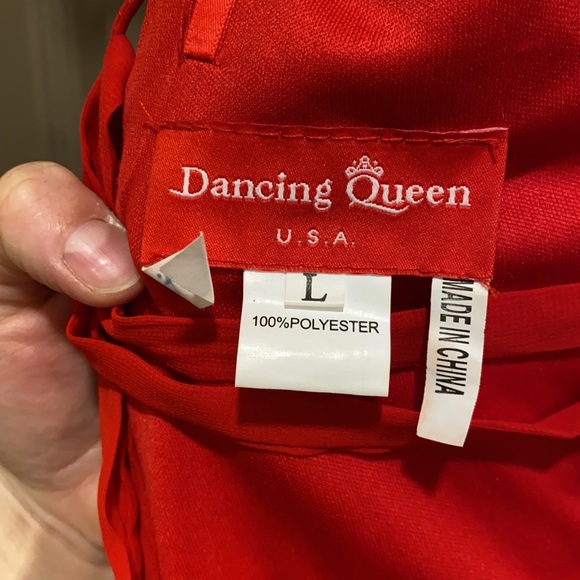 Dancing Queen
U.S.A.
L
100%POLYESTER
MADE IN CHINA